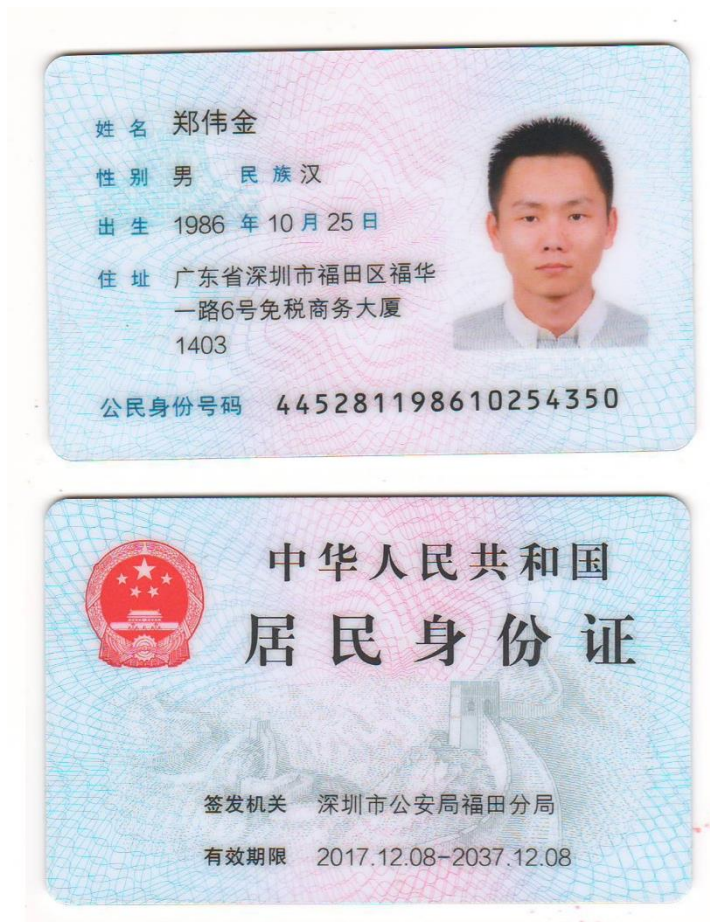 姓名 郑伟金
性别 男 民族 汉
出生 1986 年 10 月 25 日
住址 广东省深圳市福田区福华
一路6号免税商务大厦
1403
公民身份号码 445281198610254350
中华人民共和国
居民身份证
签发机关 深圳市公安局福田分局
有效期限 2017.12.08-2037.12.08